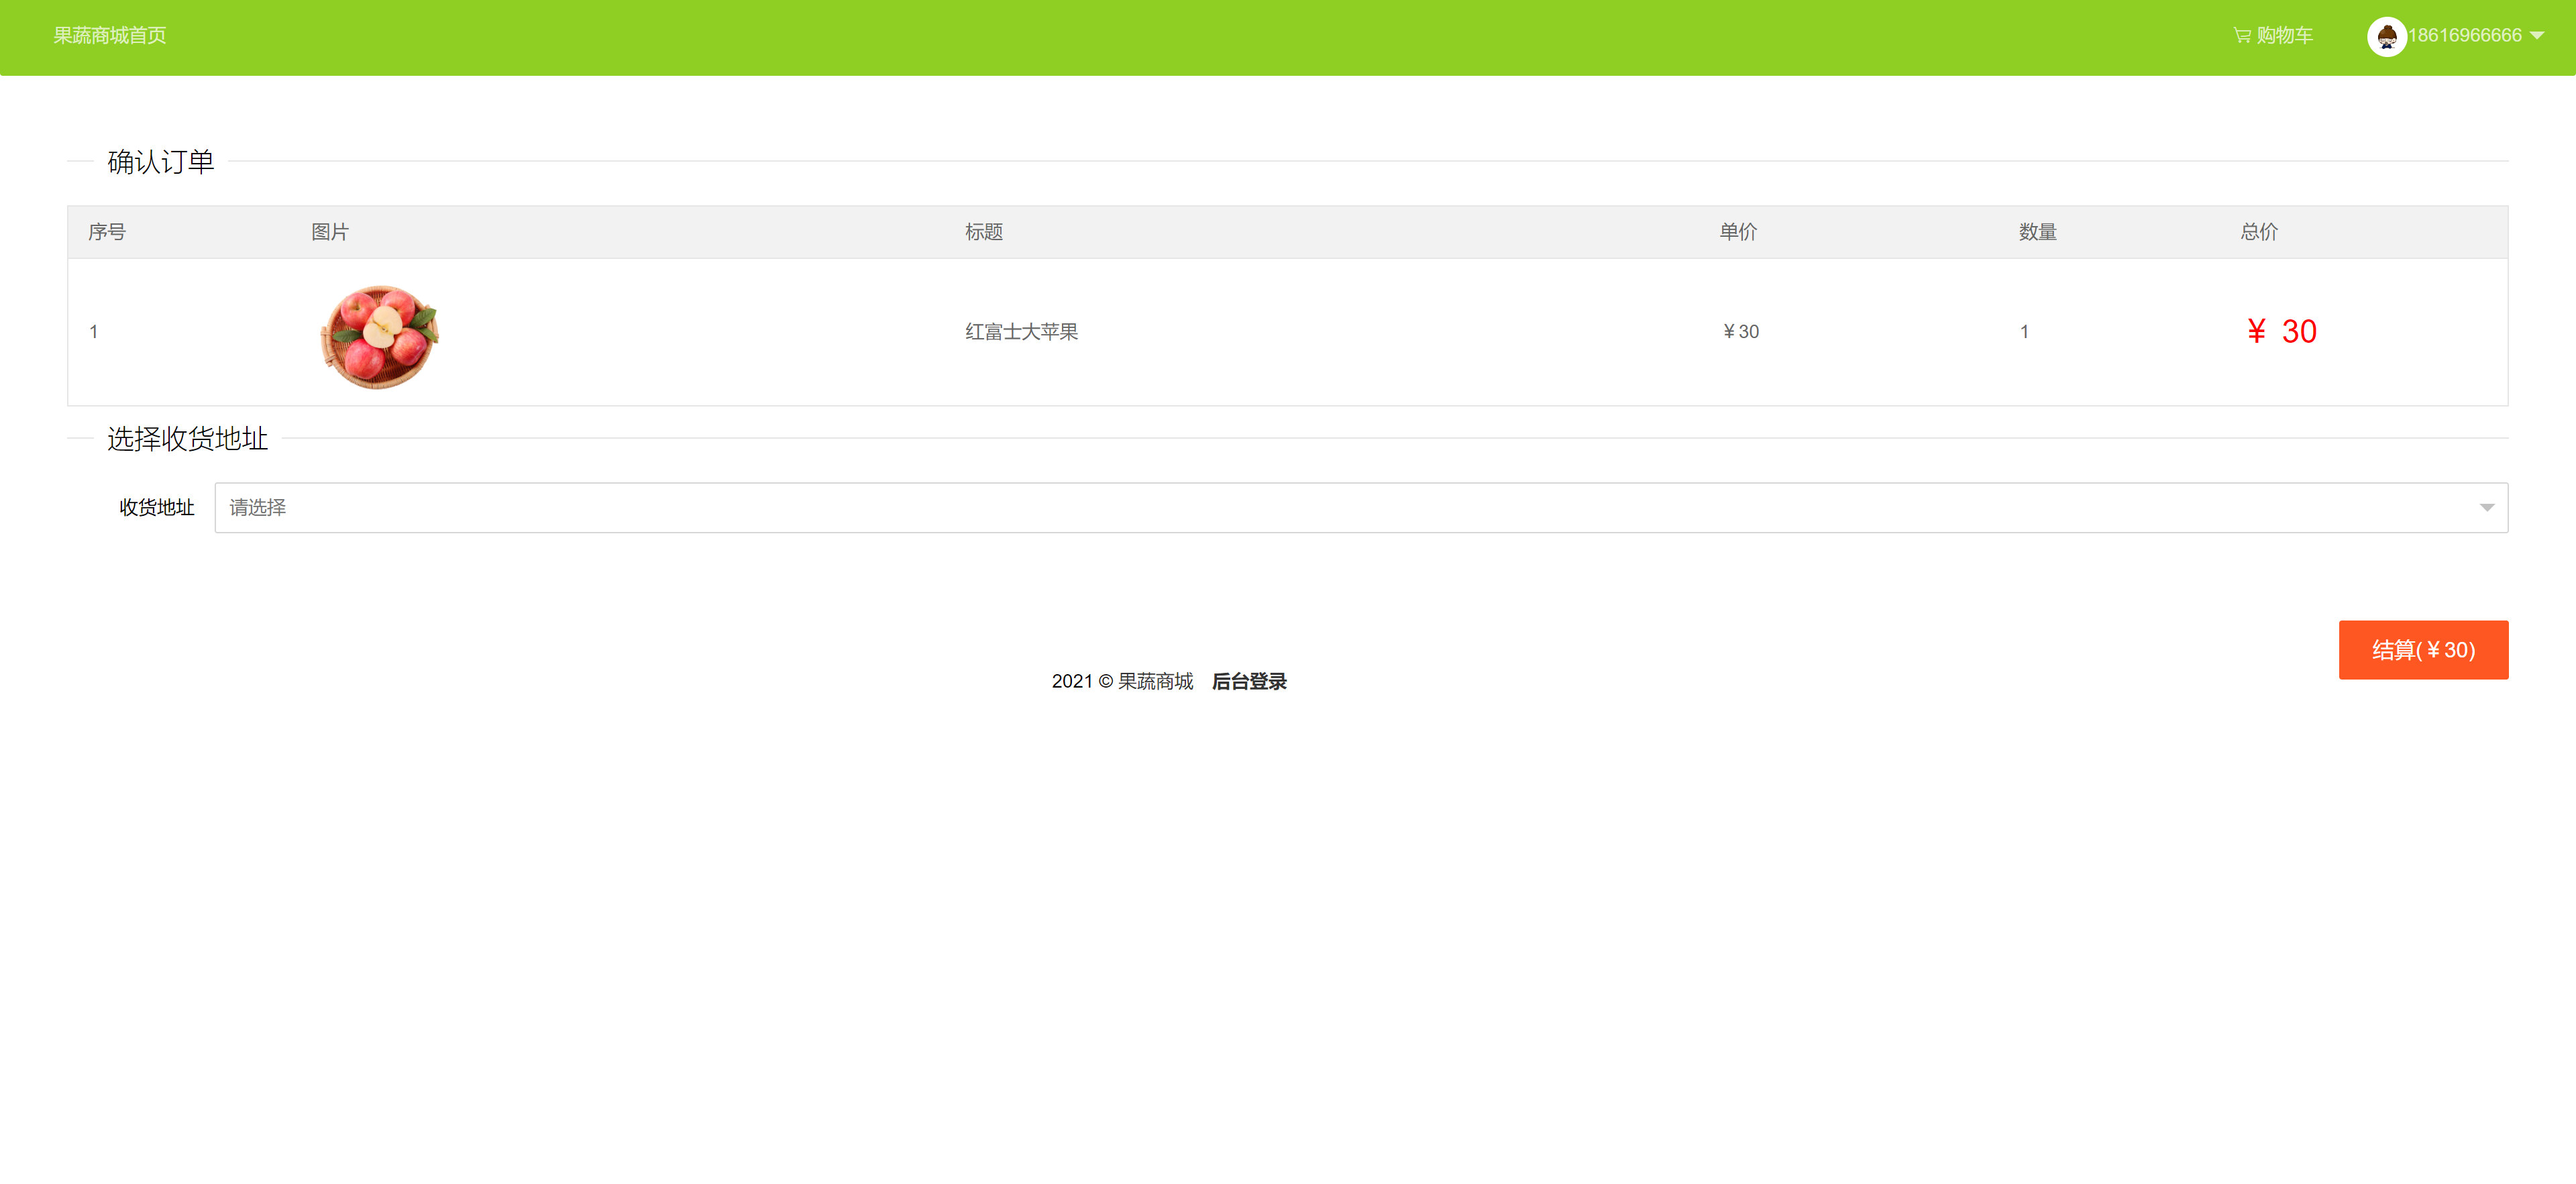 果蔬商城首页 购物车 18616966666
确认订单
序号 图片 标题 单价 数量 总价
1 红富士大苹果 ￥30 1 ￥ 30
选择收货地址
收货地址 请选择
结算(￥30)
2021 © 果蔬商城 后台登录